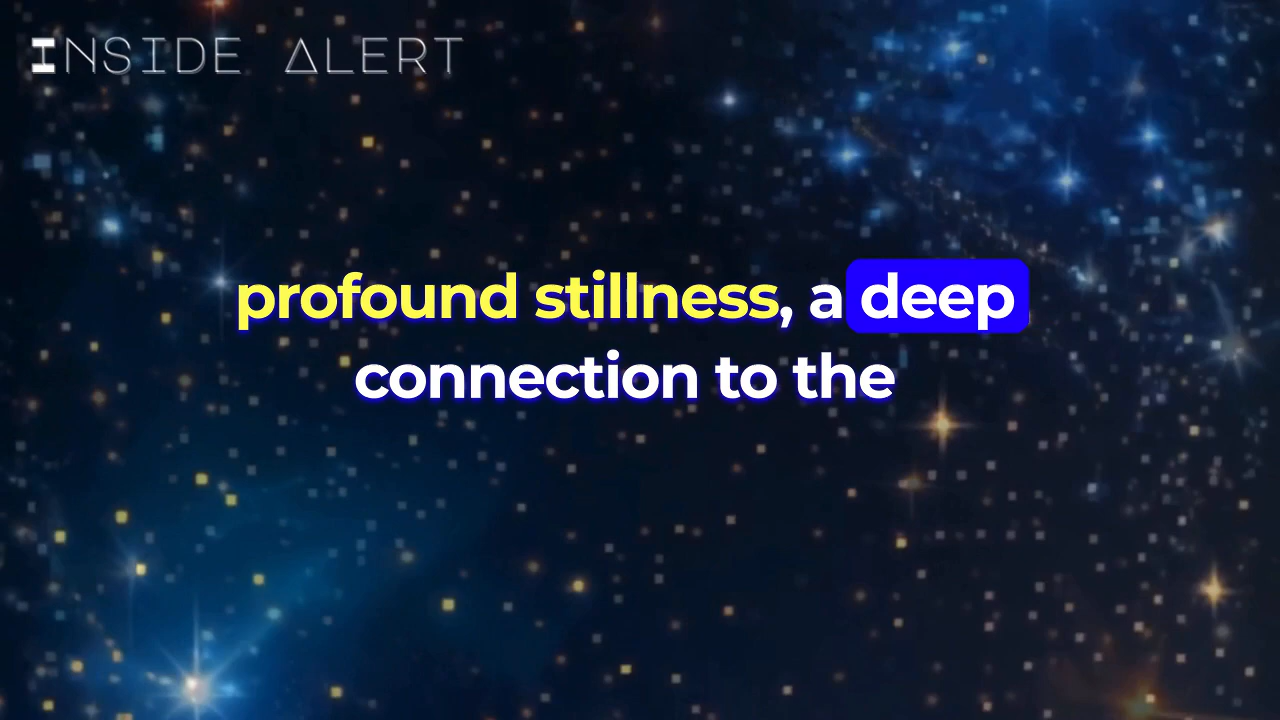 INSIDE ALERT
profound stillness, a deep
connection to the